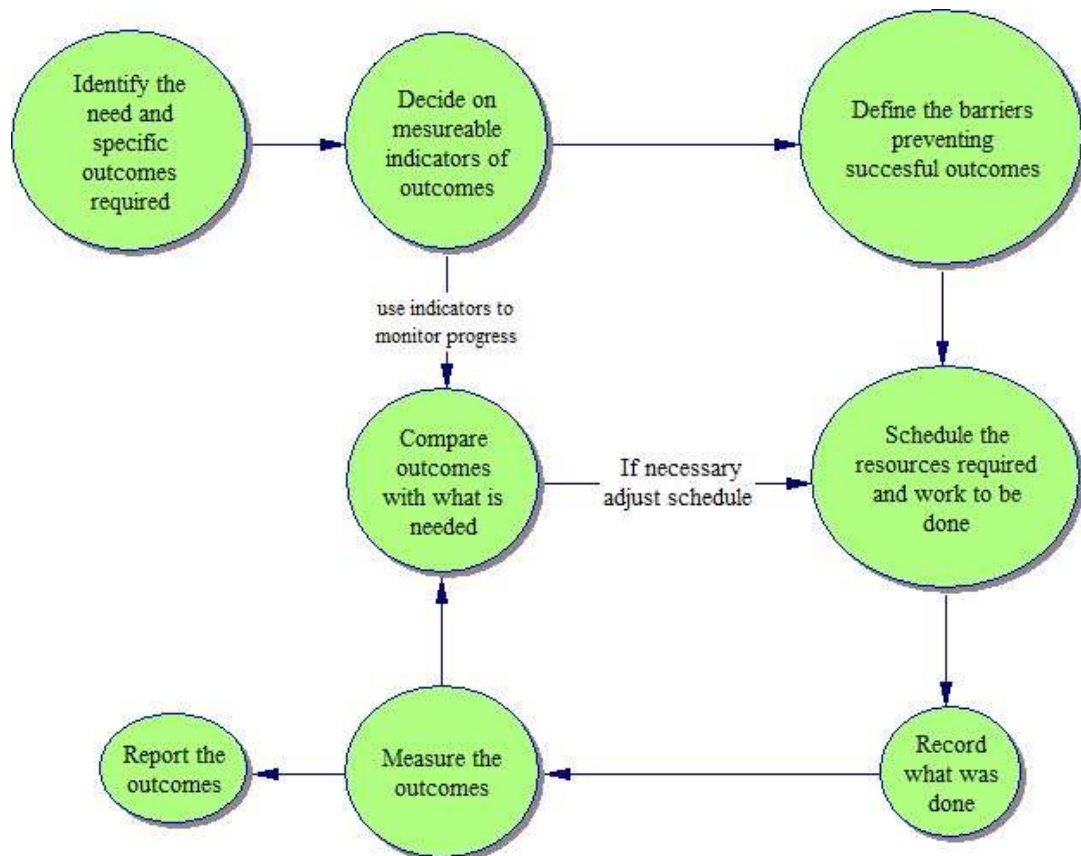 Identify the
need and
specific
outcomes
required
Decide on
mesureable
indicators of
outcomes
Define the barriers
preventing
succesful outcomes
use indicators to
monitor progress
Compare
outcomes
with what is
needed
If necessary
adjust schedule
Schedule the
resources required
and work to be
done
Report the
outcomes
Measure the
outcomes
Record
what was
done